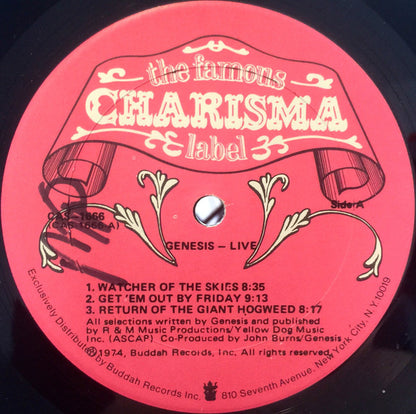 the famous
CHARISMA
label
CAS-1666
(CAS-1666-A)
Side A
GENESIS – LIVE
1. WATCHER OF THE SKIES 8:35
2. GET 'EM OUT BY FRIDAY 9:13
3. RETURN OF THE GIANT HOGWEED 8:17
All selections written by Genesis and published
by R & M Music Productions/Yellow Dog Music
Inc. (ASCAP) Co-Produced by John Burns/Genesis
℗ 1974, Buddah Records, Inc. All rights reserved.
Exclusively Distributed by Buddah Records Inc. 810 Seventh Avenue, New York City, N.Y. 10019